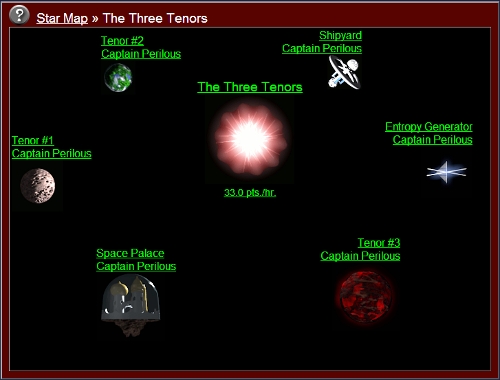 ? Star Map » The Three Tenors
Tenor #2
Captain Perilous
Shipyard
Captain Perilous
The Three Tenors
33.0 pts./hr.
Tenor #1
Captain Perilous
Entropy Generator
Captain Perilous
Space Palace
Captain Perilous
Tenor #3
Captain Perilous